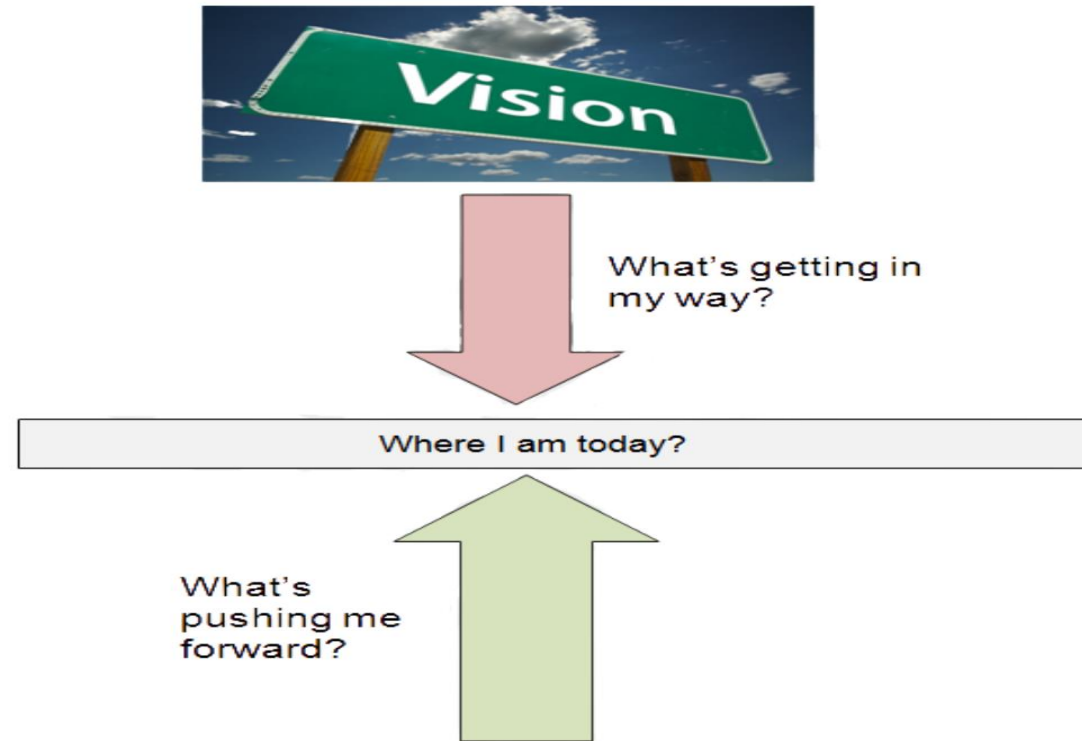 Vision
What's getting in
my way?
Where I am today?
What's
pushing me
forward?